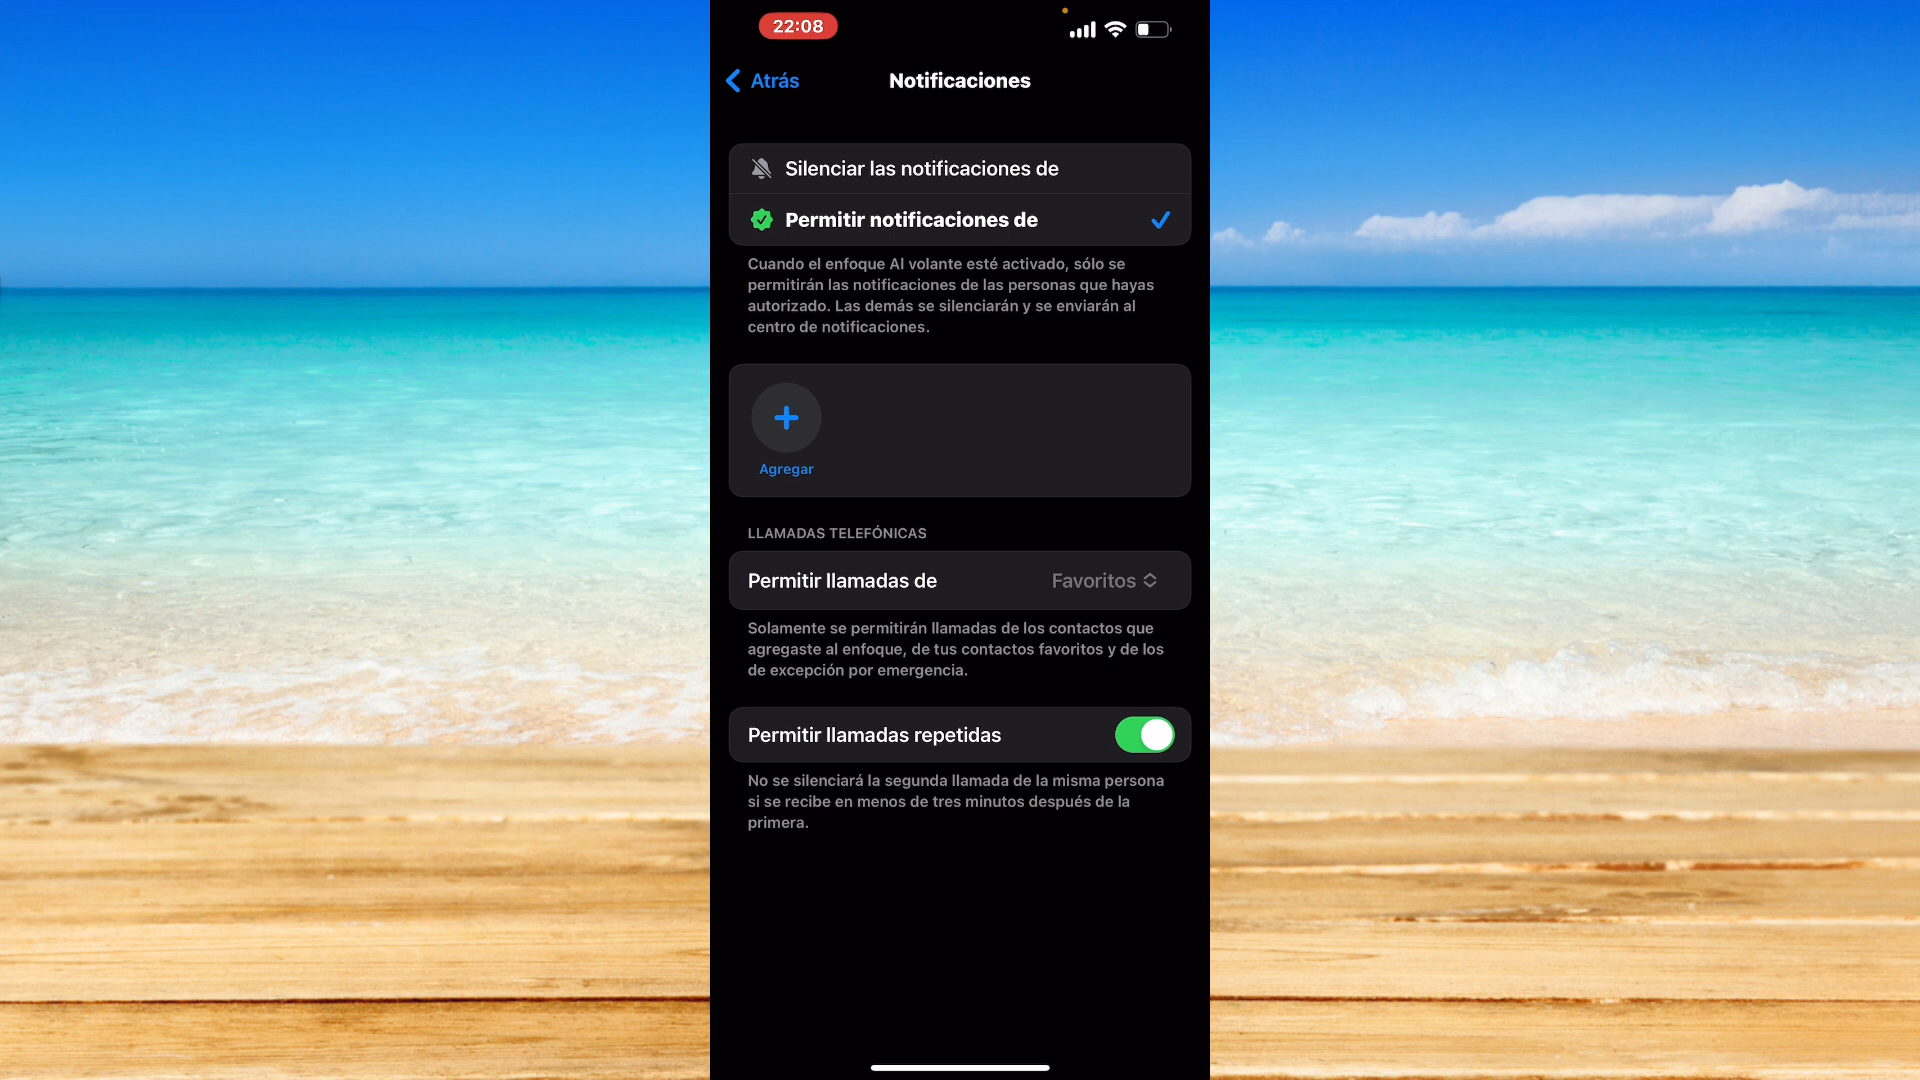 22:08
Atrás
Notificaciones
Silenciar las notificaciones de
Permitir notificaciones de
Cuando el enfoque Al volante esté activado, sólo se
permitirán las notificaciones de las personas que hayas
autorizado. Las demás se silenciarán y se enviarán al
centro de notificaciones.
Agregar
LLAMADAS TELEFÓNICAS
Permitir llamadas de
Favoritos
Solamente se permitirán llamadas de los contactos que
agregaste al enfoque, de tus contactos favoritos y de los
de excepción por emergencia.
Permitir llamadas repetidas
No se silenciará la segunda llamada de la misma persona
si se recibe en menos de tres minutos después de la
primera.